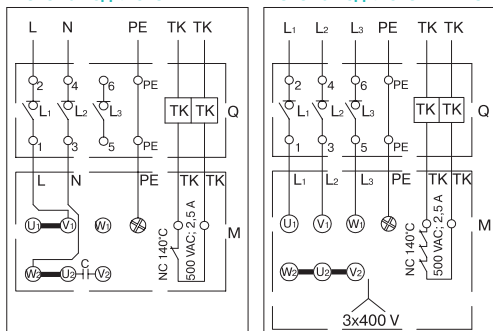 L N PE TK TK
2 4 6 PE
L1 L2 L3 TK TK Q
1 3 5 PE
L N PE TK TK
U1 V1 W1 M
NC 140°C
500 VAC; 2,5 A
C
W2 U2 V2
L1 L2 L3 PE TK TK
2 4 6 PE
L1 L2 L3 TK TK Q
1 3 5 PE
L1 L2 L3 PE TK TK
U1 V1 W1 M
NC 140°C
500 VAC; 2,5 A
W2 U2 V2
3x400 V